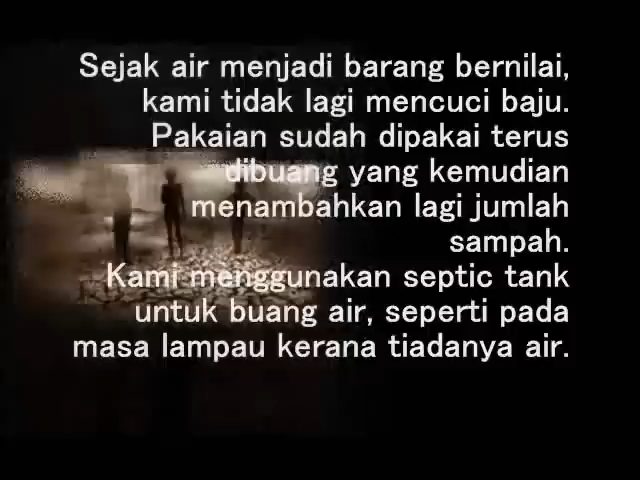 Sejak air menjadi barang bernilai,
kami tidak lagi mencuci baju.
Pakaian sudah dipakai terus
dibuang yang kemudian
menambahkan lagi jumlah
sampah.
Kami menggunakan septic tank
untuk buang air, seperti pada
masa lampau kerana tiadanya air.